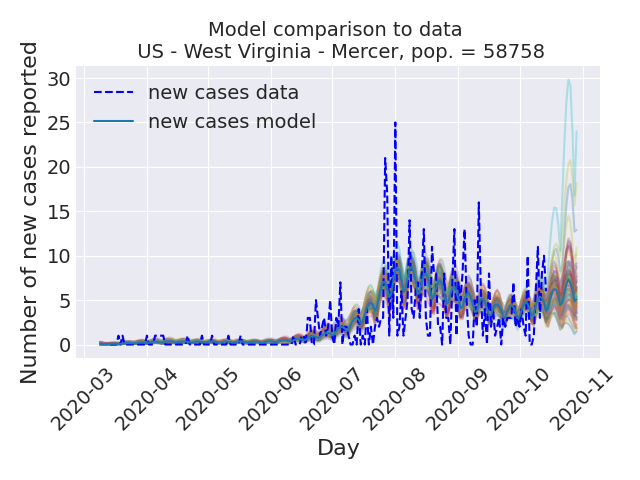 Model comparison to data
US - West Virginia - Mercer, pop. = 58758
Number of new cases reported
30
25
20
15
10
5
0
new cases data
new cases model
2020-03
2020-04
2020-05
2020-06
2020-07
2020-08
2020-09
2020-10
2020-11
Day